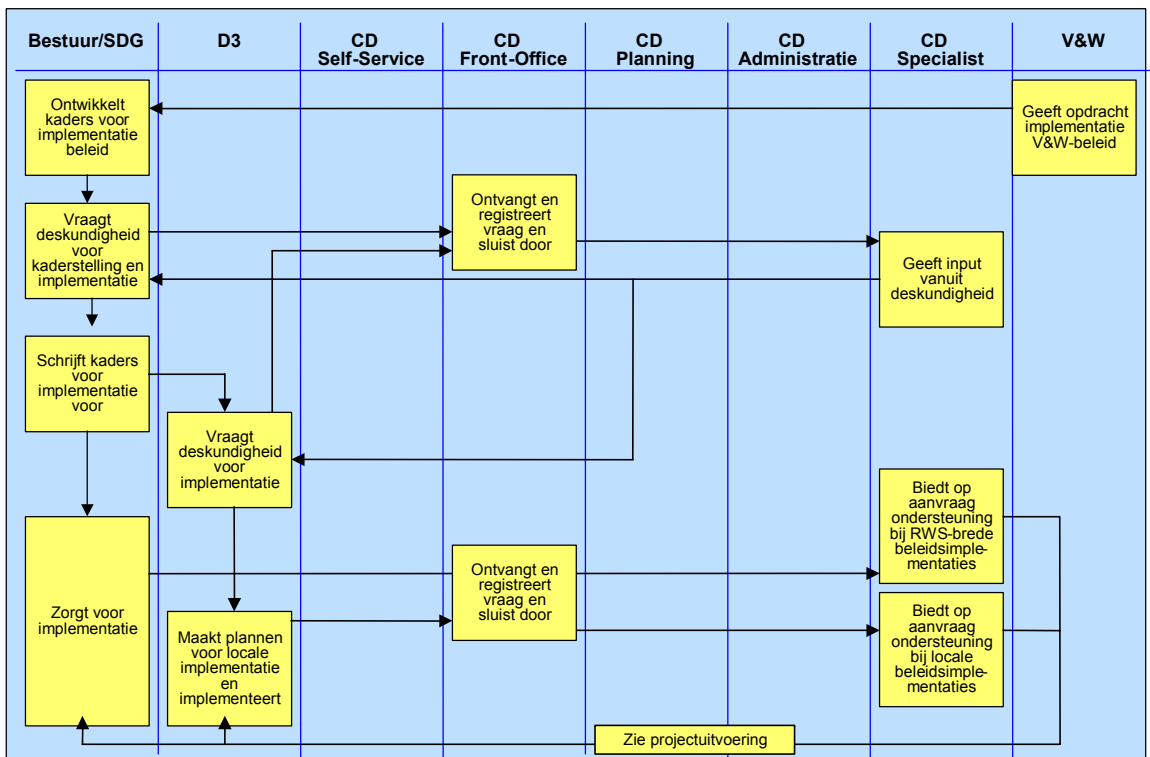 Bestuur/SDG
D3
CD
Self-Service
CD
Front-Office
CD
Planning
CD
Administratie
CD
Specialist
V&W
Ontwikkelt
kaders voor
implementatie
beleid
Geeft opdracht
implementatie
V&W-beleid
Vraagt
deskundigheid
voor
kaderstelling en
implementatie
Ontvangt en
registreert
vraag en
sluist door
Geeft input
vanuit
deskundigheid
Schrijft kaders
voor
implementatie
voor
Vraagt
deskundigheid
voor
implementatie
Biedt op
aanvraag
ondersteuning
bij RWS-brede
beleidsimple-
mentaties
Zorgt voor
implementatie
Ontvangt en
registreert
vraag en
sluist door
Maakt plannen
voor locale
implementatie
en
implementeert
Biedt op
aanvraag
ondersteuning
bij locale
beleidsimple-
mentaties
Zie projectuitvoering